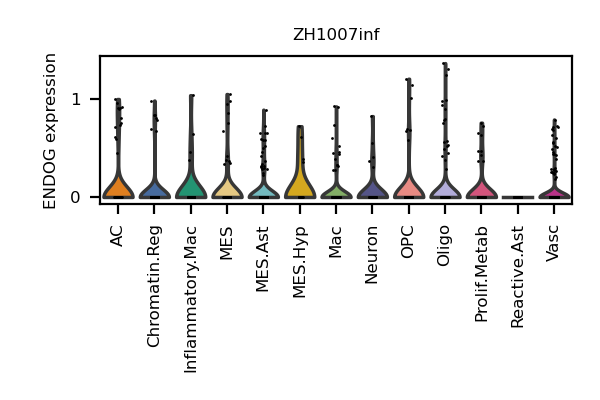 ZH1007inf
ENDOG expression
1
0
AC
Chromatin.Reg
Inflammatory.Mac
MES
MES.Ast
MES.Hyp
Mac
Neuron
OPC
Oligo
Prolif.Metab
Reactive.Ast
Vasc